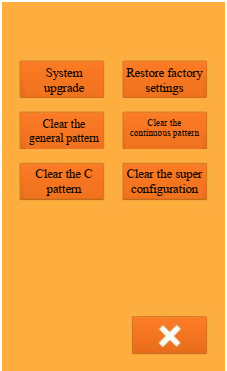 System
upgrade
Restore factory
settings
Clear the
general pattern
Clear the
continuous pattern
Clear the C
pattern
Clear the super
configuration